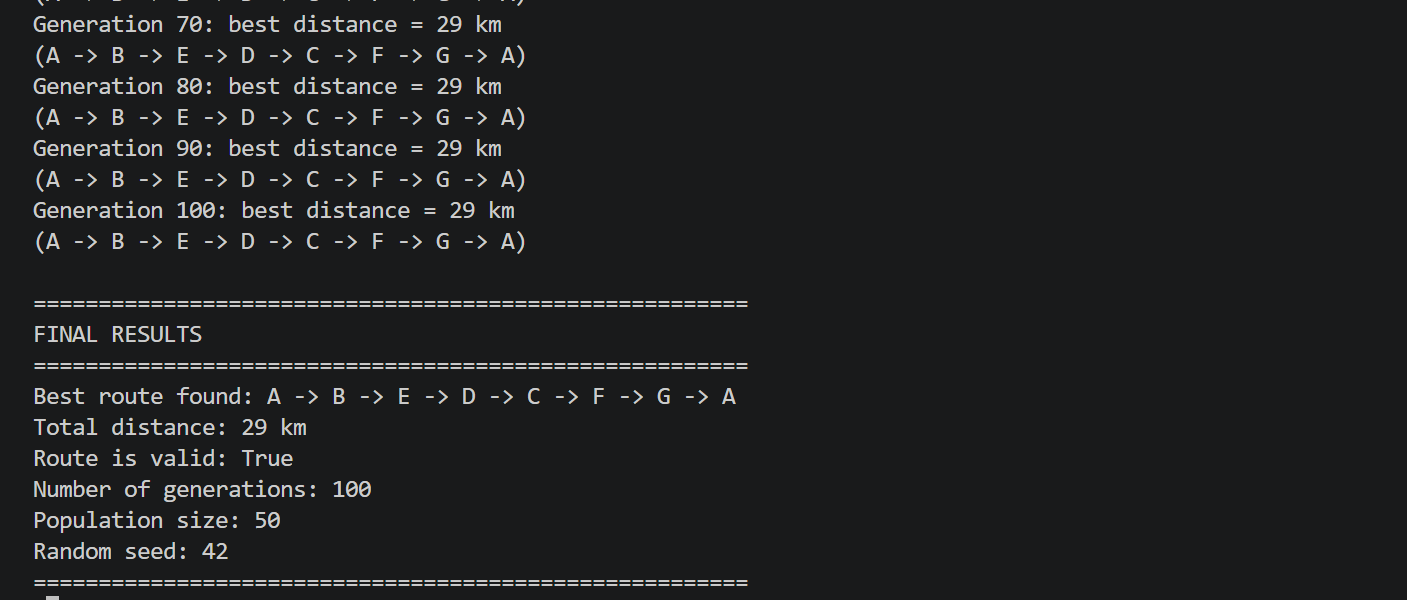 Generation 70: best distance = 29 km
(A -> B -> E -> D -> C -> F -> G -> A)
Generation 80: best distance = 29 km
(A -> B -> E -> D -> C -> F -> G -> A)
Generation 90: best distance = 29 km
(A -> B -> E -> D -> C -> F -> G -> A)
Generation 100: best distance = 29 km
(A -> B -> E -> D -> C -> F -> G -> A)
=======================================================
FINAL RESULTS
=======================================================
Best route found: A -> B -> E -> D -> C -> F -> G -> A
Total distance: 29 km
Route is valid: True
Number of generations: 100
Population size: 50
Random seed: 42
=======================================================